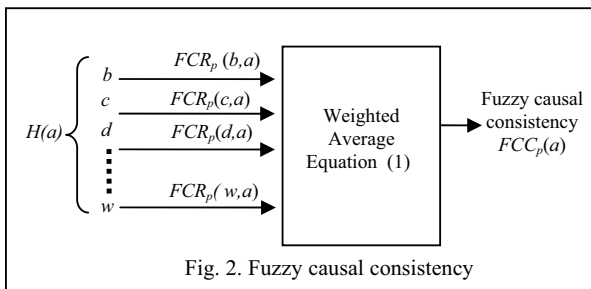 b
FCRp (b,a)
c
FCRp(c,a)
H(a)
d
FCRp(d,a)
w
FCRp( w,a)
Weighted
Average
Equation (1)
Fuzzy causal
consistency
FCCp(a)
Fig. 2. Fuzzy causal consistency